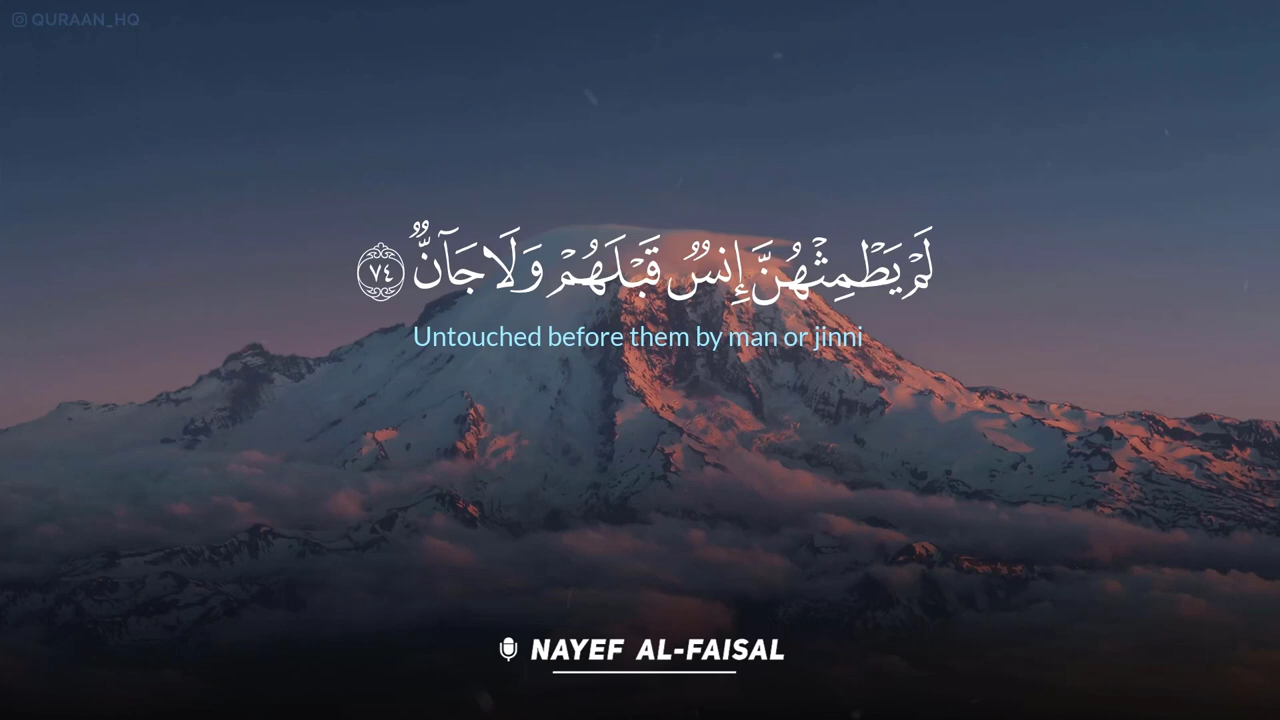 QURAAN_HQ
لَمْ يَطْمِثْهُنَّ إِنسٌ قَبْلَهُمْ وَلَا جَآنٌّ ٧٤
Untouched before them by man or jinni
NAYEF AL-FAISAL